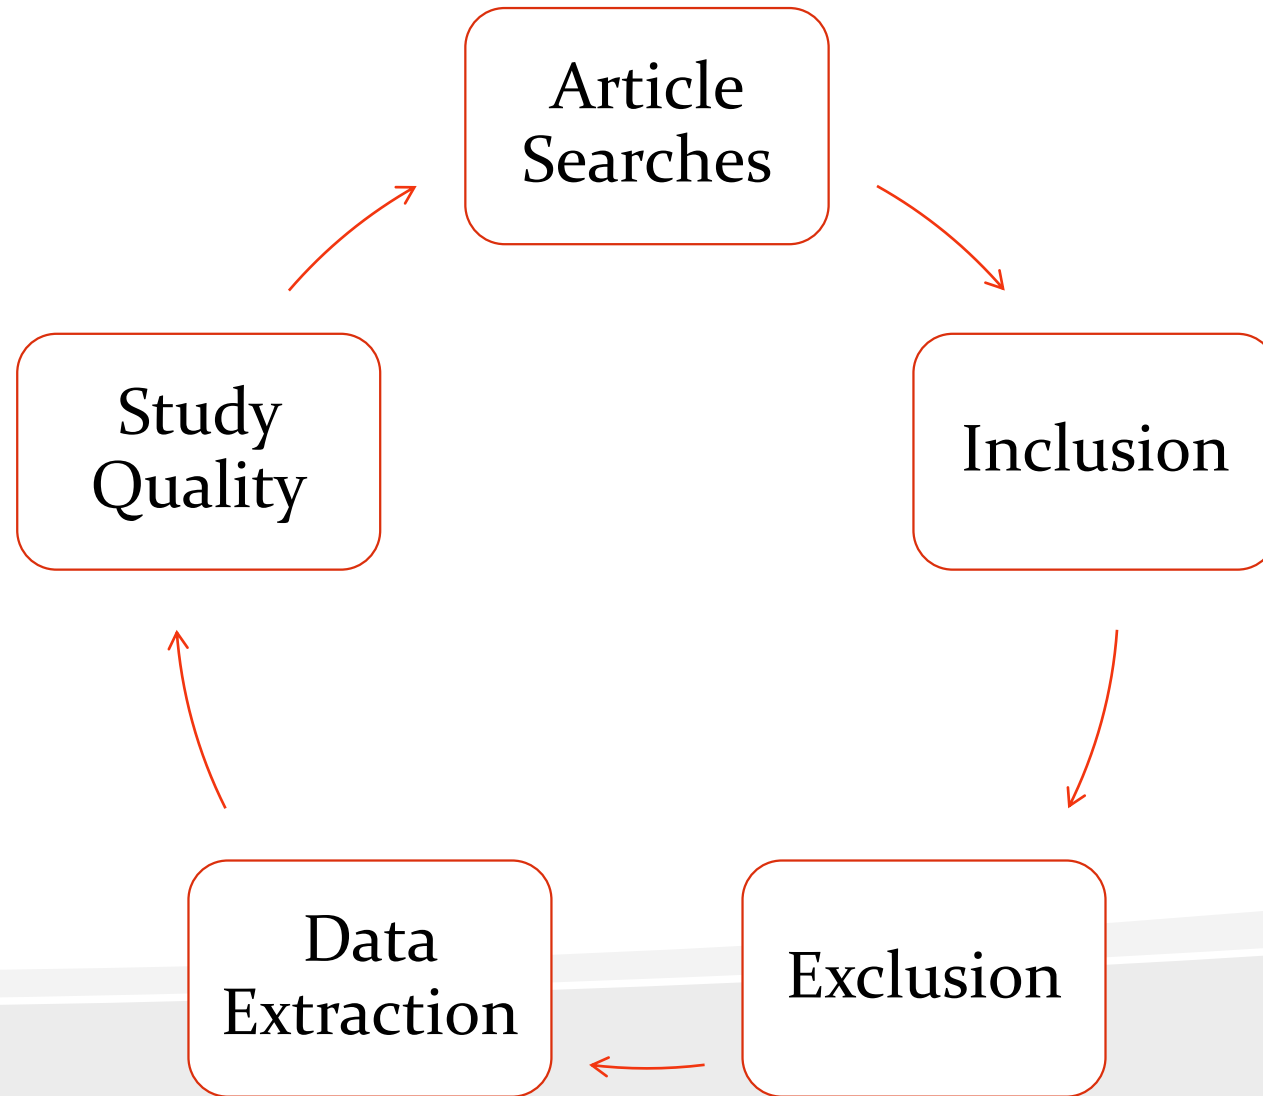 Article
Searches
Inclusion
Exclusion
Data
Extraction
Study
Quality